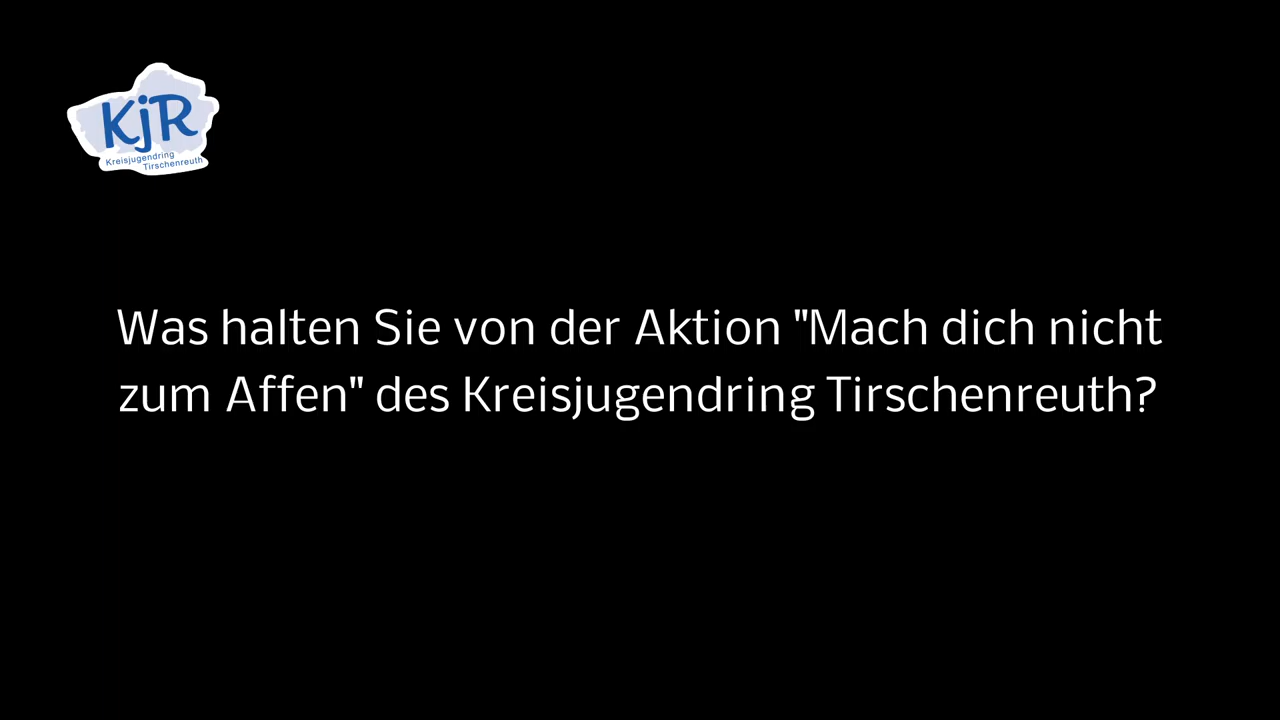 KjR
Kreisjugendring
Tirschenreuth
Was halten Sie von der Aktion "Mach dich nicht
zum Affen" des Kreisjugendring Tirschenreuth?